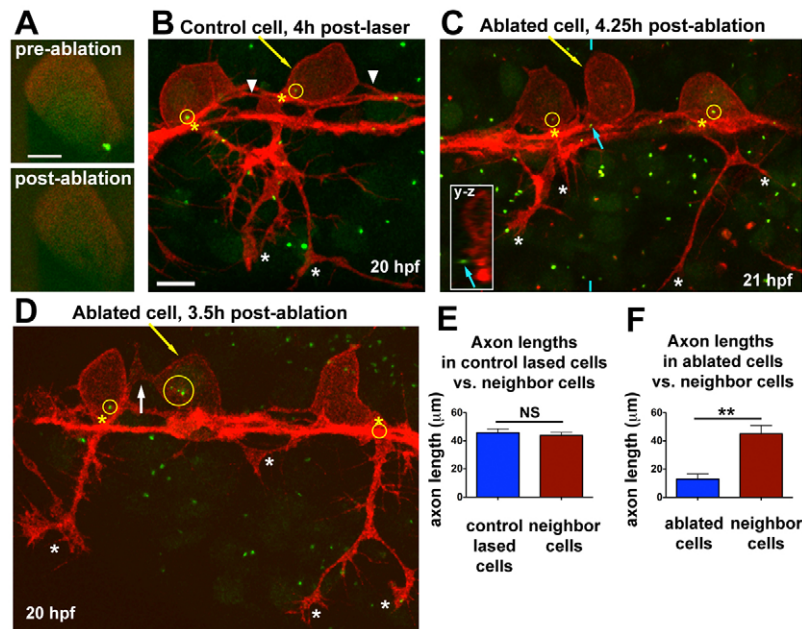 A
pre-ablation
post-ablation
B
Control cell, 4h post-laser
*
*
*
*
20 hpf
C
Ablated cell, 4.25h post-ablation
*
*
*
*
*
*
y-z
21 hpf
D
Ablated cell, 3.5h post-ablation
*
*
*
*
*
*
20 hpf
E
Axon lengths
in control lased cells
vs. neighbor cells
NS
axon length (µm)
60
40
20
0
control
lased
cells
neighbor
cells
F
Axon lengths
in ablated cells
vs. neighbor cells
**
axon length (µm)
60
40
20
0
ablated
cells
neighbor
cells